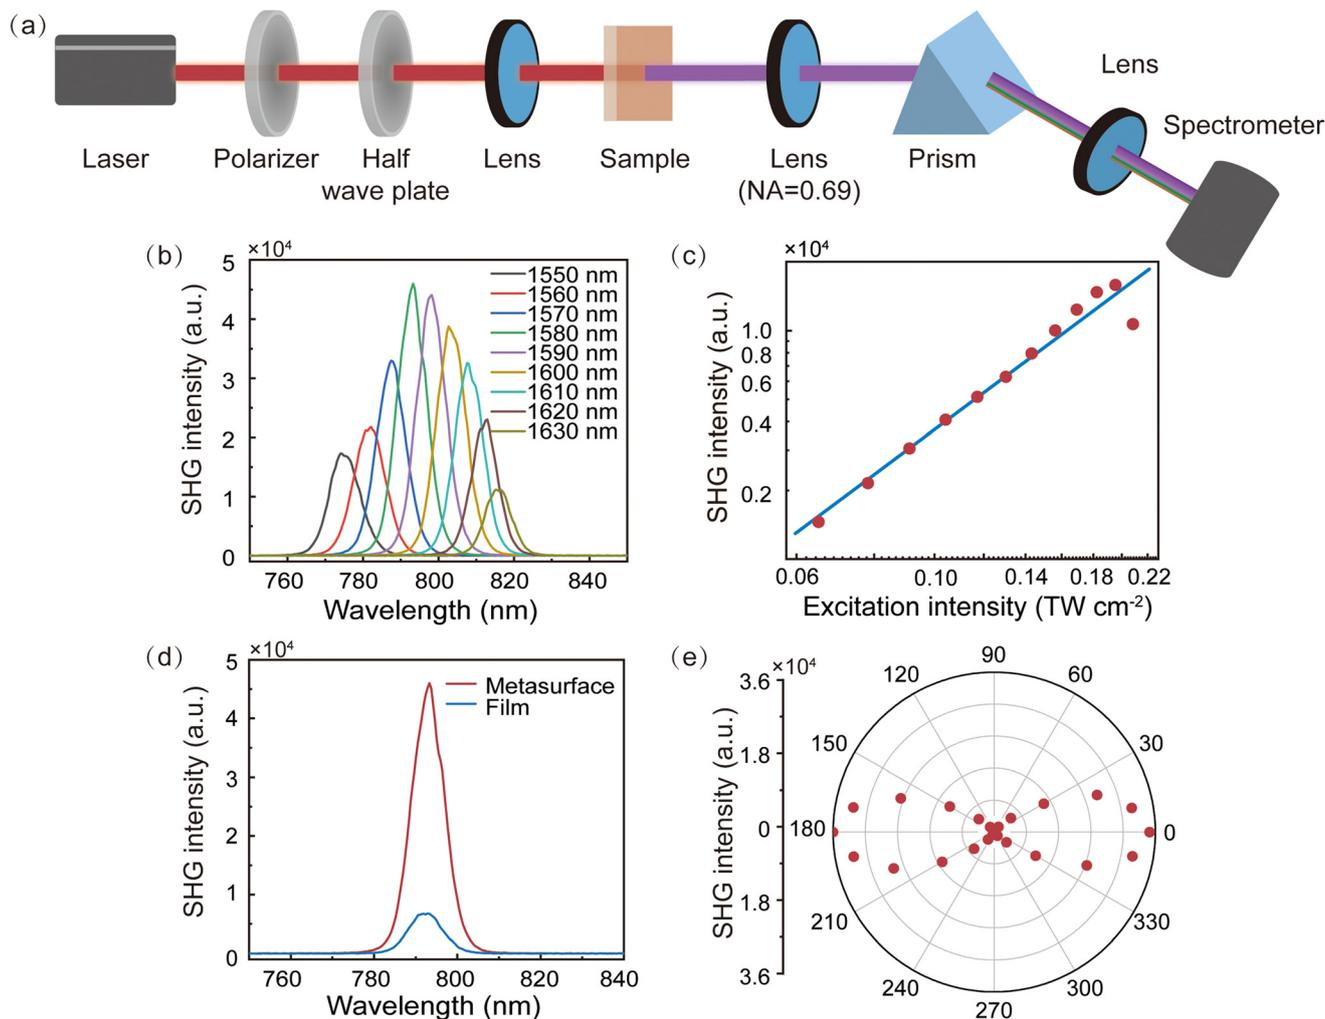 (a)
Laser
Polarizer
Half
wave plate
Lens
Sample
Lens
(NA=0.69)
Prism
Lens
Spectrometer
(b)
×10⁴
5
4
3
2
1
0
SHG intensity (a.u.)
1550 nm
1560 nm
1570 nm
1580 nm
1590 nm
1600 nm
1610 nm
1620 nm
1630 nm
760 780 800 820 840
Wavelength (nm)
(c)
×10⁴
1.0
0.8
0.6
0.4
0.2
SHG intensity (a.u.)
0.06 0.10 0.14 0.18 0.22
Excitation intensity (TW cm⁻²)
(d)
×10⁴
5
4
3
2
1
0
SHG intensity (a.u.)
Metasurface
Film
760 780 800 820 840
Wavelength (nm)
(e)
×10⁴
3.6
1.8
0
1.8
3.6
SHG intensity (a.u.)
90
120 60
150 30
180 0
210 330
240 300
270